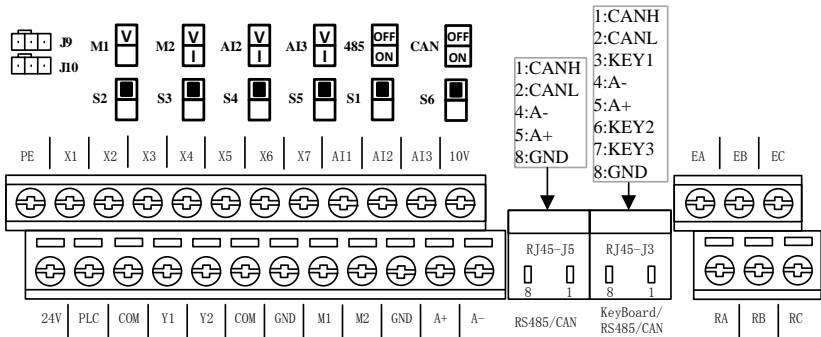 J9
J10
M1 V
M2 V I
AI2 V I
AI3 V I
485 OFF ON
CAN OFF ON
S2
S3
S4
S5
S1
S6
1:CANH
2:CANL
4:A-
5:A+
8:GND
1:CANH
2:CANL
3:KEY1
4:A-
5:A+
6:KEY2
7:KEY3
8:GND
PE X1 X2 X3 X4 X5 X6 X7 AI1 AI2 AI3 10V
EA EB EC
RJ45-J5
8 1
RJ45-J3
8 1
24V PLC COM Y1 Y2 COM GND M1 M2 GND A+ A-
RS485/CAN
KeyBoard/
RS485/CAN
RA RB RC